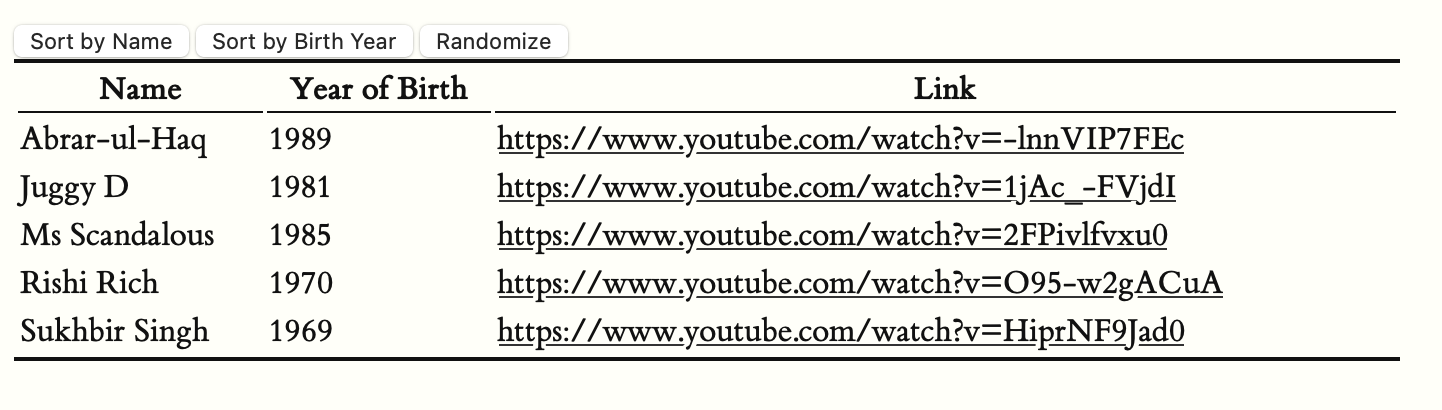 Sort by Name Sort by Birth Year Randomize
Name Year of Birth Link
Abrar-ul-Haq 1989 https://www.youtube.com/watch?v=-lnnVIP7FEc
Juggy D 1981 https://www.youtube.com/watch?v=1jAc_-FVjdI
Ms Scandalous 1985 https://www.youtube.com/watch?v=2FPivlfvxu0
Rishi Rich 1970 https://www.youtube.com/watch?v=O95-w2gACuA
Sukhbir Singh 1969 https://www.youtube.com/watch?v=HiprNF9Jad0